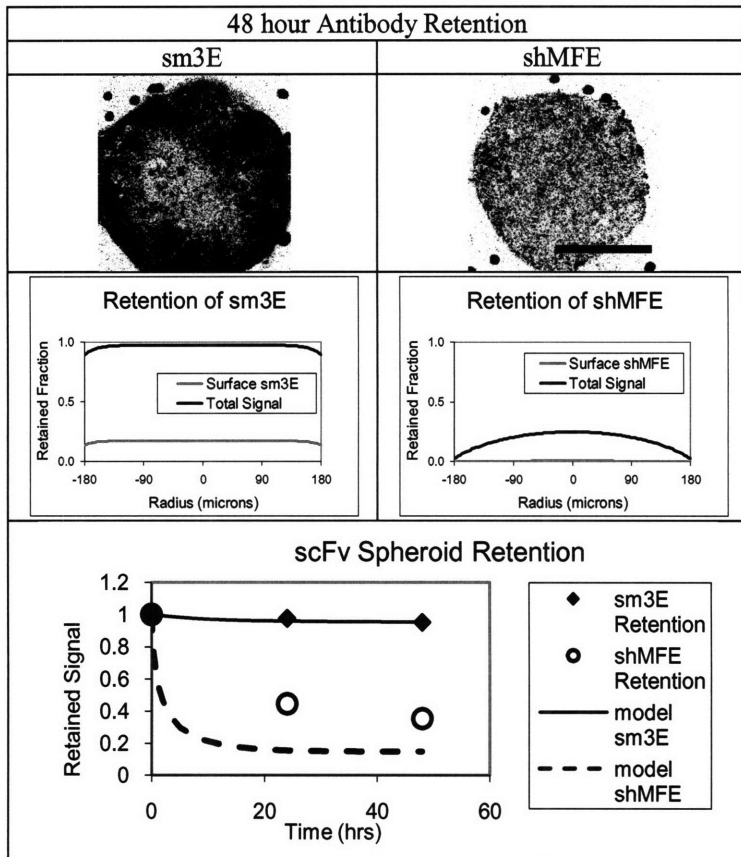 48 hour Antibody Retention
sm3E
shMFE
Retention of sm3E
1.0
0.5
0.0
Retained Fraction
Surface sm3E
Total Signal
-180 -90 0 90 180
Radius (microns)
Retention of shMFE
1.0
0.5
0.0
Retained Fraction
Surface shMFE
Total Signal
-180 -90 0 90 180
Radius (microns)
scFv Spheroid Retention
1.2
1
0.8
0.6
0.4
0.2
0
Retained Signal
0 20 40 60
Time (hrs)
sm3E
Retention
shMFE
Retention
model
sm3E
model
shMFE